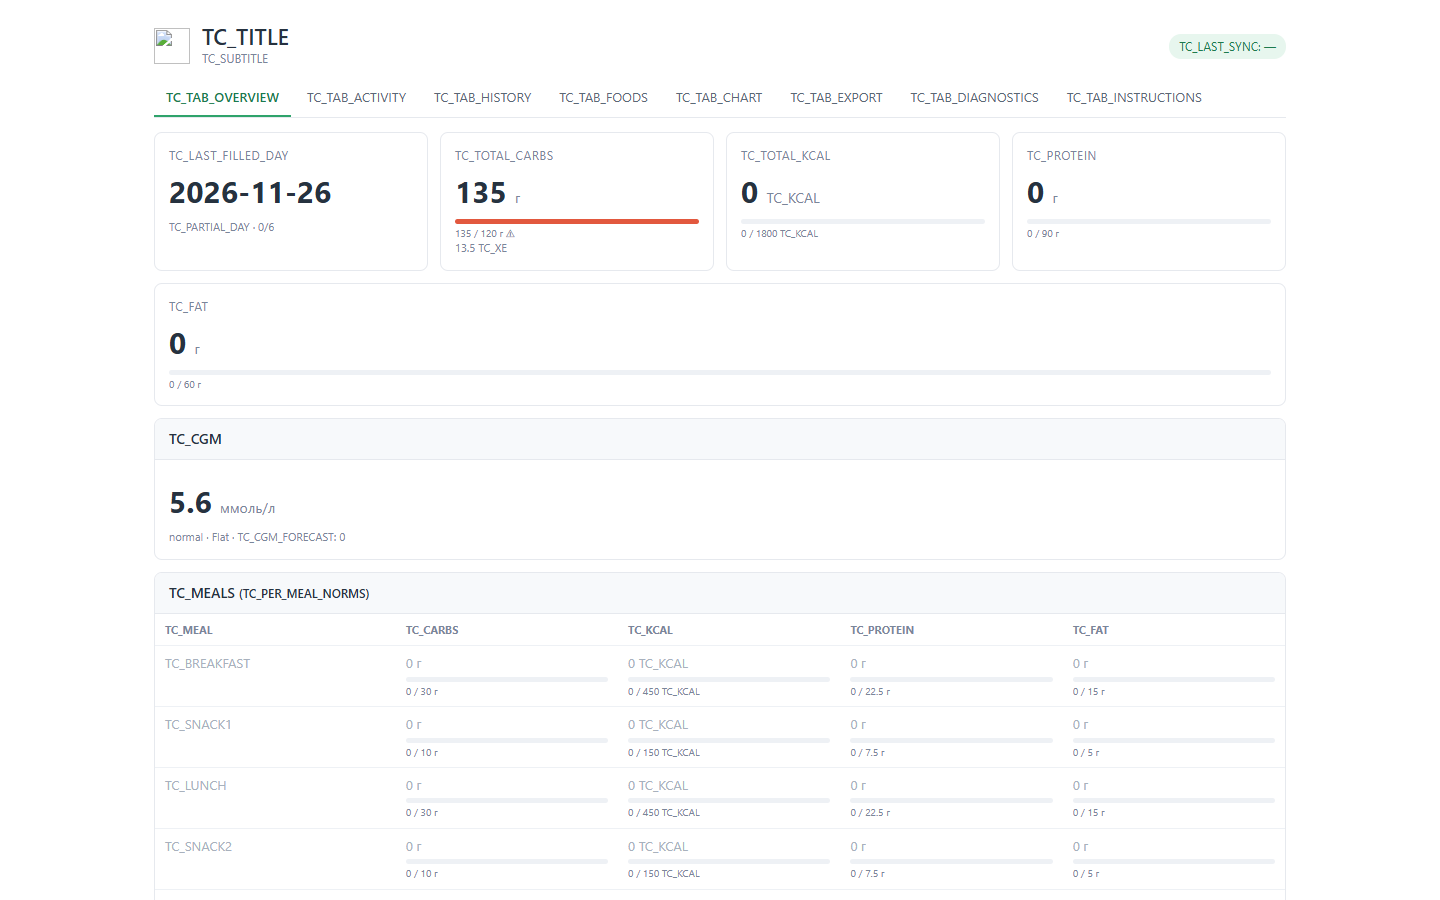 TC_TITLE
TC_SUBTITLE
TC_LAST_SYNC: —
TC_TAB_OVERVIEW TC_TAB_ACTIVITY TC_TAB_HISTORY TC_TAB_FOODS TC_TAB_CHART TC_TAB_EXPORT TC_TAB_DIAGNOSTICS TC_TAB_INSTRUCTIONS
TC_LAST_FILLED_DAY
2026-11-26
TC_PARTIAL_DAY · 0/6
TC_TOTAL_CARBS
135 г
135 / 120 г ⚠
13.5 TC_XE
TC_TOTAL_KCAL
0 TC_KCAL
0 / 1800 TC_KCAL
TC_PROTEIN
0 г
0 / 90 г
TC_FAT
0 г
0 / 60 г
TC_CGM
5.6 ммоль/л
normal · Flat · TC_CGM_FORECAST: 0
TC_MEALS (TC_PER_MEAL_NORMS)
TC_MEAL TC_CARBS TC_KCAL TC_PROTEIN TC_FAT
TC_BREAKFAST 0 г 0 TC_KCAL 0 г 0 г
0 / 30 г 0 / 450 TC_KCAL 0 / 22.5 г 0 / 15 г
TC_SNACK1 0 г 0 TC_KCAL 0 г 0 г
0 / 10 г 0 / 150 TC_KCAL 0 / 7.5 г 0 / 5 г
TC_LUNCH 0 г 0 TC_KCAL 0 г 0 г
0 / 30 г 0 / 450 TC_KCAL 0 / 22.5 г 0 / 15 г
TC_SNACK2 0 г 0 TC_KCAL 0 г 0 г
0 / 10 г 0 / 150 TC_KCAL 0 / 7.5 г 0 / 5 г